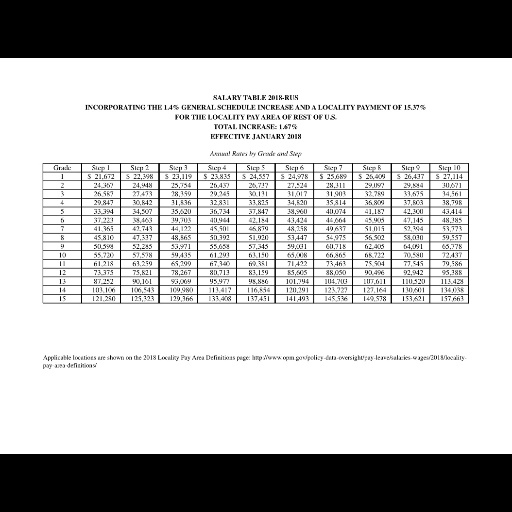 SALARY TABLE 2018-RUS
INCORPORATING THE 1.4% GENERAL SCHEDULE INCREASE AND A LOCALITY PAYMENT OF 15.37%
FOR THE LOCALITY PAY AREA OF REST OF U.S.
TOTAL INCREASE: 1.67%
EFFECTIVE JANUARY 2018
Annual Rates by Grade and Step
Grade Step 1 Step 2 Step 3 Step 4 Step 5 Step 6 Step 7 Step 8 Step 9 Step 10
1 $ 21,672 $ 22,398 $ 23,119 $ 23,835 $ 24,557 $ 24,978 $ 25,689 $ 26,409 $ 26,437 $ 27,114
2 24,367 24,948 25,754 26,437 26,737 27,524 28,311 29,097 29,884 30,671
3 26,587 27,473 28,359 29,245 30,131 31,017 31,903 32,789 33,675 34,561
4 29,847 30,842 31,836 32,831 33,825 34,820 35,814 36,809 37,803 38,798
5 33,394 34,507 35,620 36,734 37,847 38,960 40,074 41,187 42,300 43,414
6 37,223 38,463 39,703 40,944 42,184 43,424 44,664 45,905 47,145 48,385
7 41,365 42,743 44,122 45,501 46,879 48,258 49,637 51,015 52,394 53,773
8 45,810 47,337 48,865 50,392 51,920 53,447 54,975 56,502 58,030 59,557
9 50,598 52,285 53,971 55,658 57,345 59,031 60,718 62,405 64,091 65,778
10 55,720 57,578 59,435 61,293 63,150 65,008 66,865 68,722 70,580 72,437
11 61,218 63,259 65,299 67,340 69,381 71,422 73,463 75,504 77,545 79,586
12 73,375 75,821 78,267 80,713 83,159 85,605 88,050 90,496 92,942 95,388
13 87,252 90,161 93,069 95,977 98,886 101,794 104,703 107,611 110,520 113,428
14 103,106 106,543 109,980 113,417 116,854 120,291 123,727 127,164 130,601 134,038
15 121,280 125,323 129,366 133,408 137,451 141,493 145,536 149,578 153,621 157,663
Applicable locations are shown on the 2018 Locality Pay Area Definitions page: http://www.opm.gov/policy-data-oversight/pay-leave/salaries-wages/2018/locality-
pay-area-definitions/